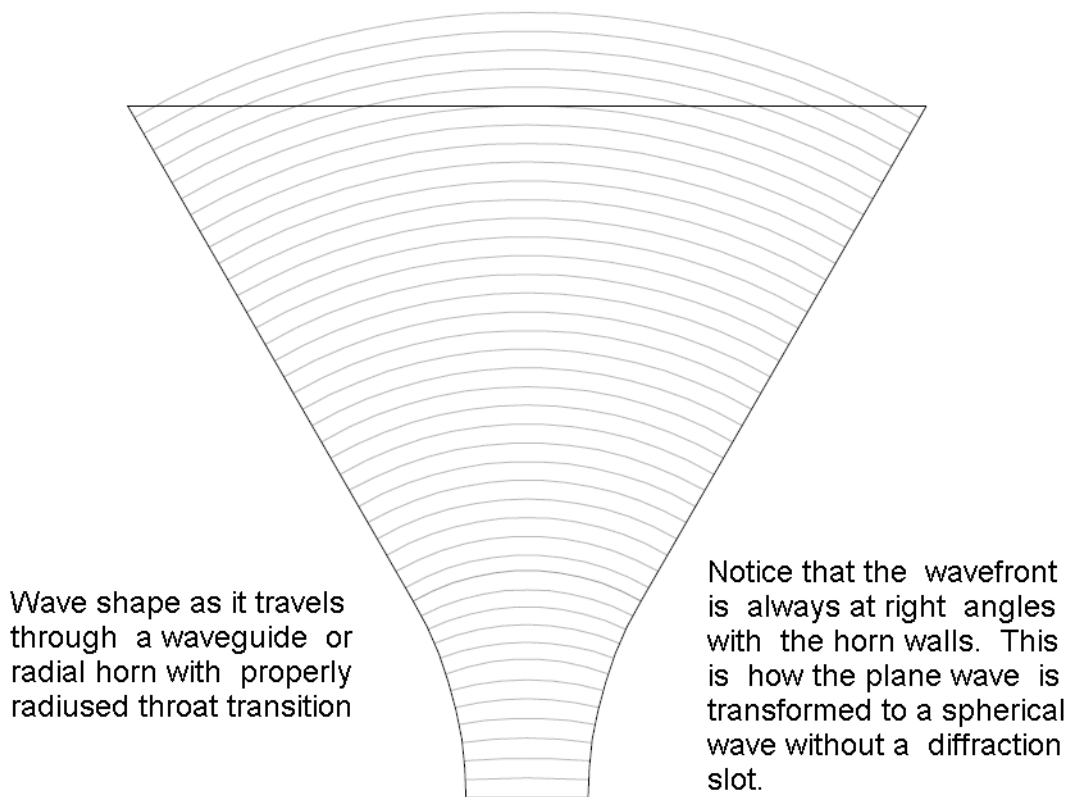 Wave shape as it travels
through a waveguide or
radial horn with properly
radiused throat transition
Notice that the wavefront
is always at right angles
with the horn walls. This
is how the plane wave is
transformed to a spherical
wave without a diffraction
slot.